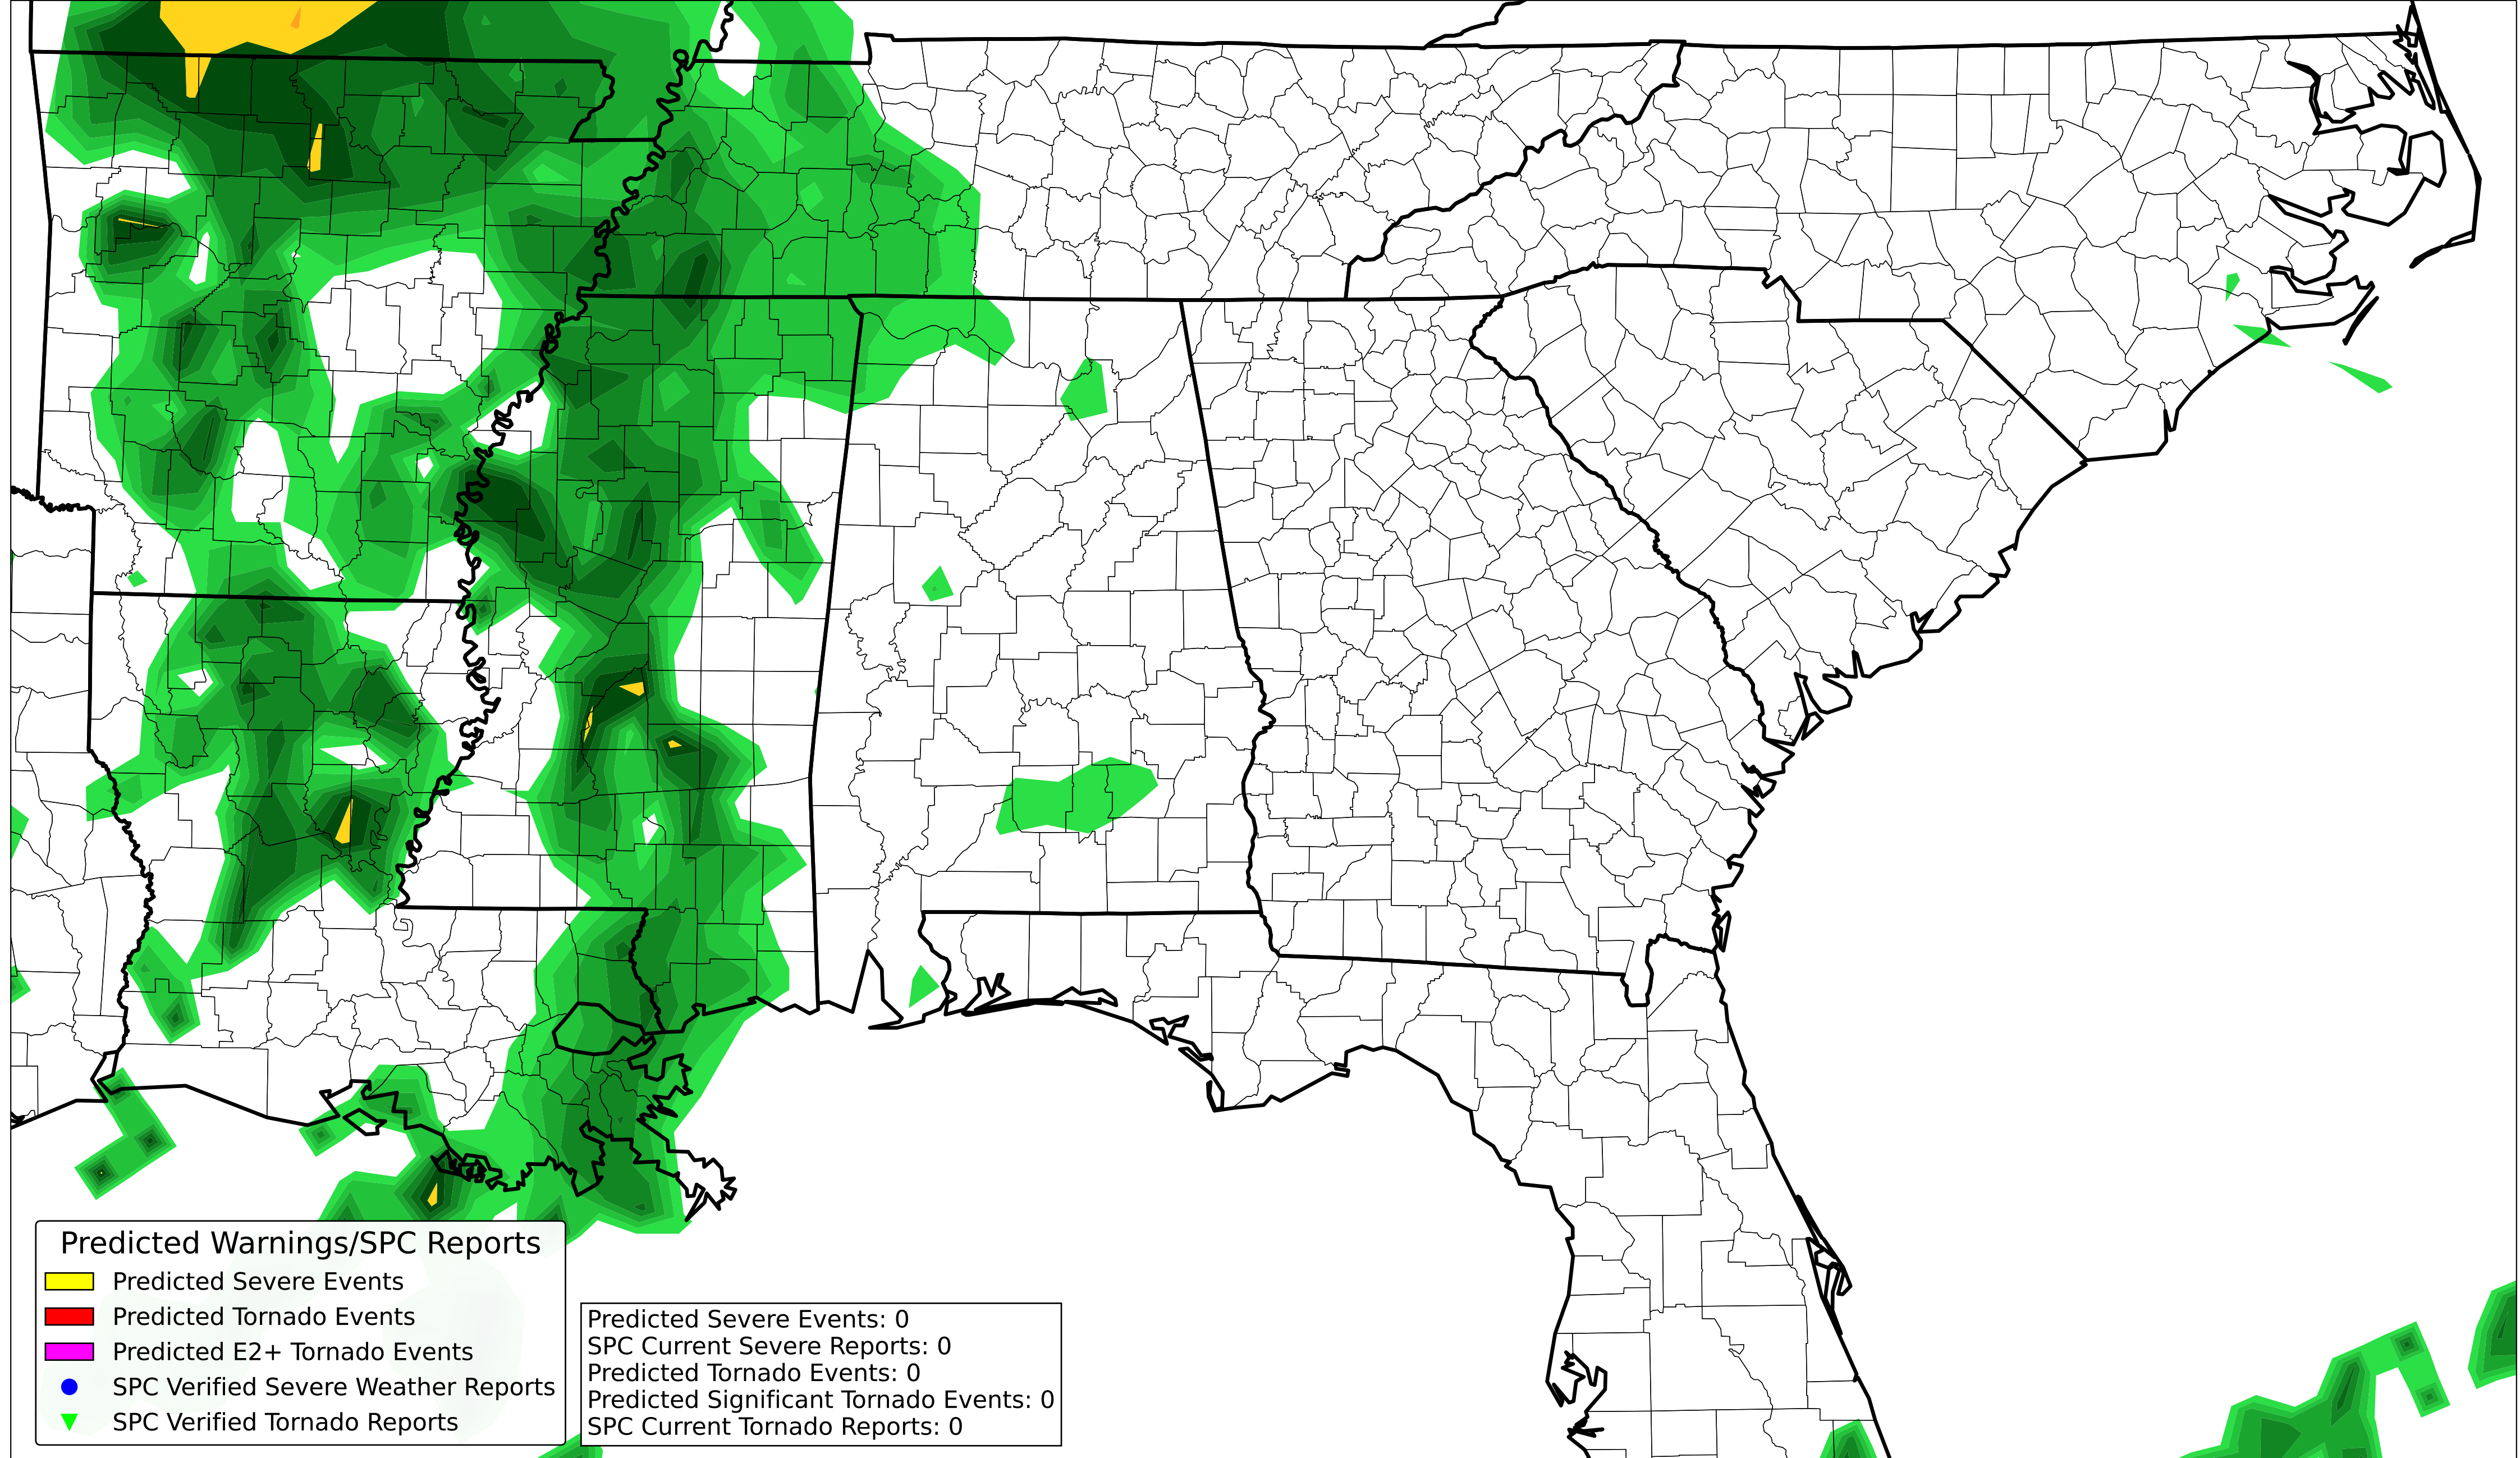 Predicted Warnings/SPC Reports
Predicted Severe Events
Predicted Tornado Events
Predicted E2+ Tornado Events
SPC Verified Severe Weather Reports
SPC Verified Tornado Reports
Predicted Severe Events: 0
SPC Current Severe Reports: 0
Predicted Tornado Events: 0
Predicted Significant Tornado Events: 0
SPC Current Tornado Reports: 0